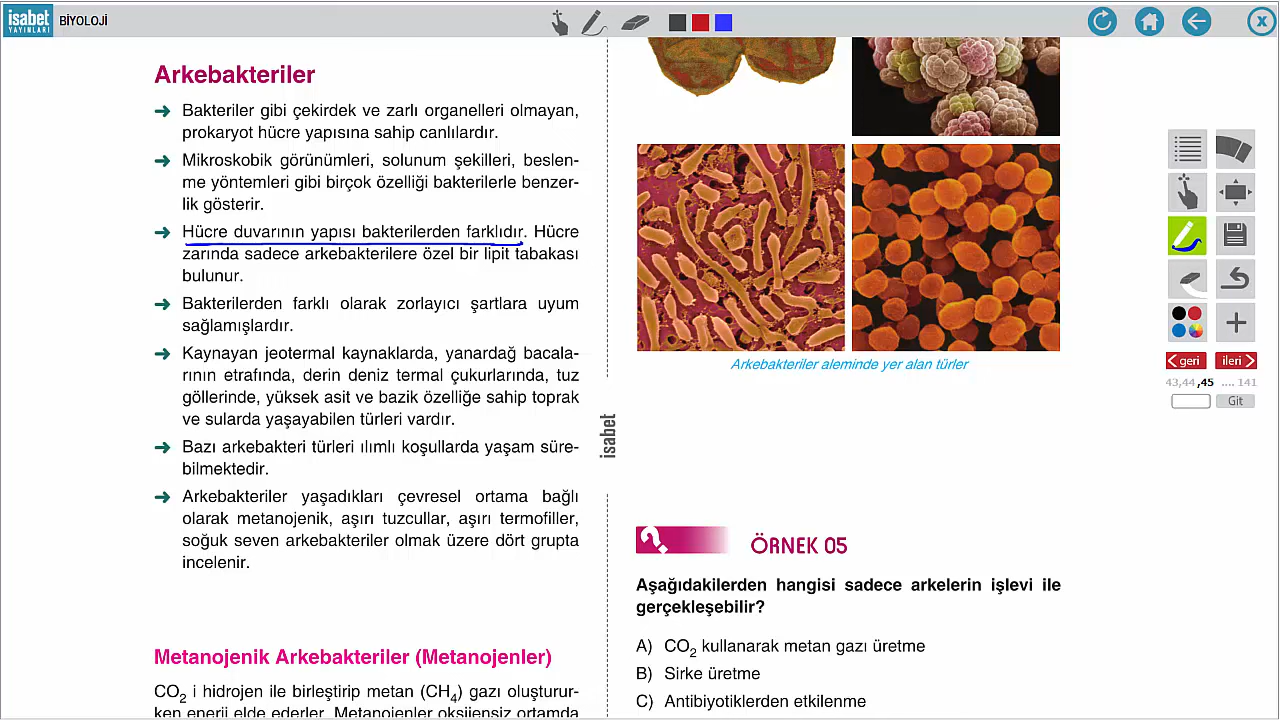 isabet
YAYINLARI
BİYOLOJİ
Arkebakteriler
Bakteriler gibi çekirdek ve zarlı organelleri olmayan,
prokaryot hücre yapısına sahip canlılardır.
Mikroskobik görünümleri, solunum şekilleri, beslen-
me yöntemleri gibi birçok özelliği bakterilerle benzer-
lik gösterir.
Hücre duvarının yapısı bakterilerden farklıdır. Hücre
zarında sadece arkebakterilere özel bir lipit tabakası
bulunur.
Bakterilerden farklı olarak zorlayıcı şartlara uyum
sağlamışlardır.
Kaynayan jeotermal kaynaklarda, yanardağ bacala-
rının etrafında, derin deniz termal çukurlarında, tuz
göllerinde, yüksek asit ve bazik özelliğe sahip toprak
ve sularda yaşayabilen türleri vardır.
Bazı arkebakteri türleri ılımlı koşullarda yaşam süre-
bilmektedir.
Arkebakteriler yaşadıkları çevresel ortama bağlı
olarak metanojenik, aşırı tuzcullar, aşırı termofiller,
soğuk seven arkebakteriler olmak üzere dört grupta
incelenir.
Metanojenik Arkebakteriler (Metanojenler)
CO₂ i hidrojen ile birleştirip metan (CH₄) gazı oluşturur-
ken enerji elde ederler. Metanojenler oksijensiz ortamda
isabet
Arkebakteriler aleminde yer alan türler
ÖRNEK 05
Aşağıdakilerden hangisi sadece arkelerin işlevi ile
gerçekleşebilir?
A) CO₂ kullanarak metan gazı üretme
B) Sirke üretme
C) Antibiyotiklerden etkilenme
geri
ileri
43,44,45 .... 141
Git